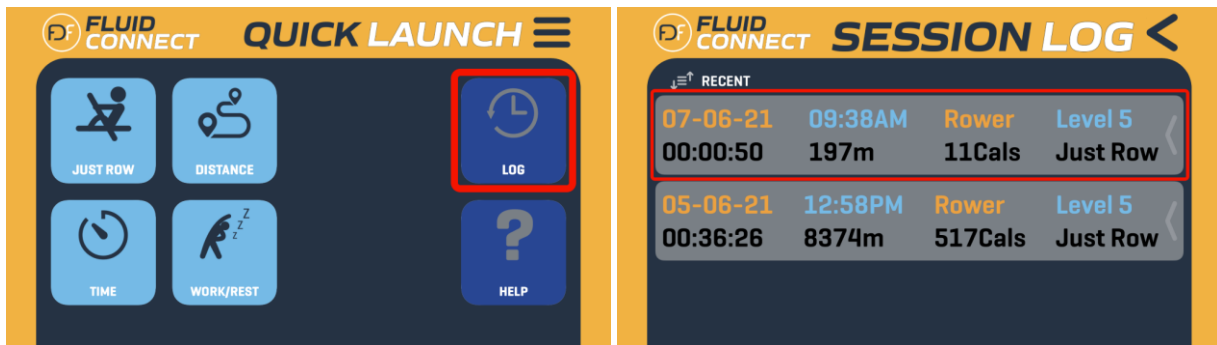 FLUID
CONNECT
QUICK LAUNCH
JUST ROW
DISTANCE
LOG
Z
Z
Z
TIME
WORK/REST
?
HELP
FLUID
CONNECT
SESSION LOG
RECENT
07-06-21 09:38AM Rower Level 5
00:00:50 197m 11Cals Just Row
05-06-21 12:58PM Rower Level 5
00:36:26 8374m 517Cals Just Row